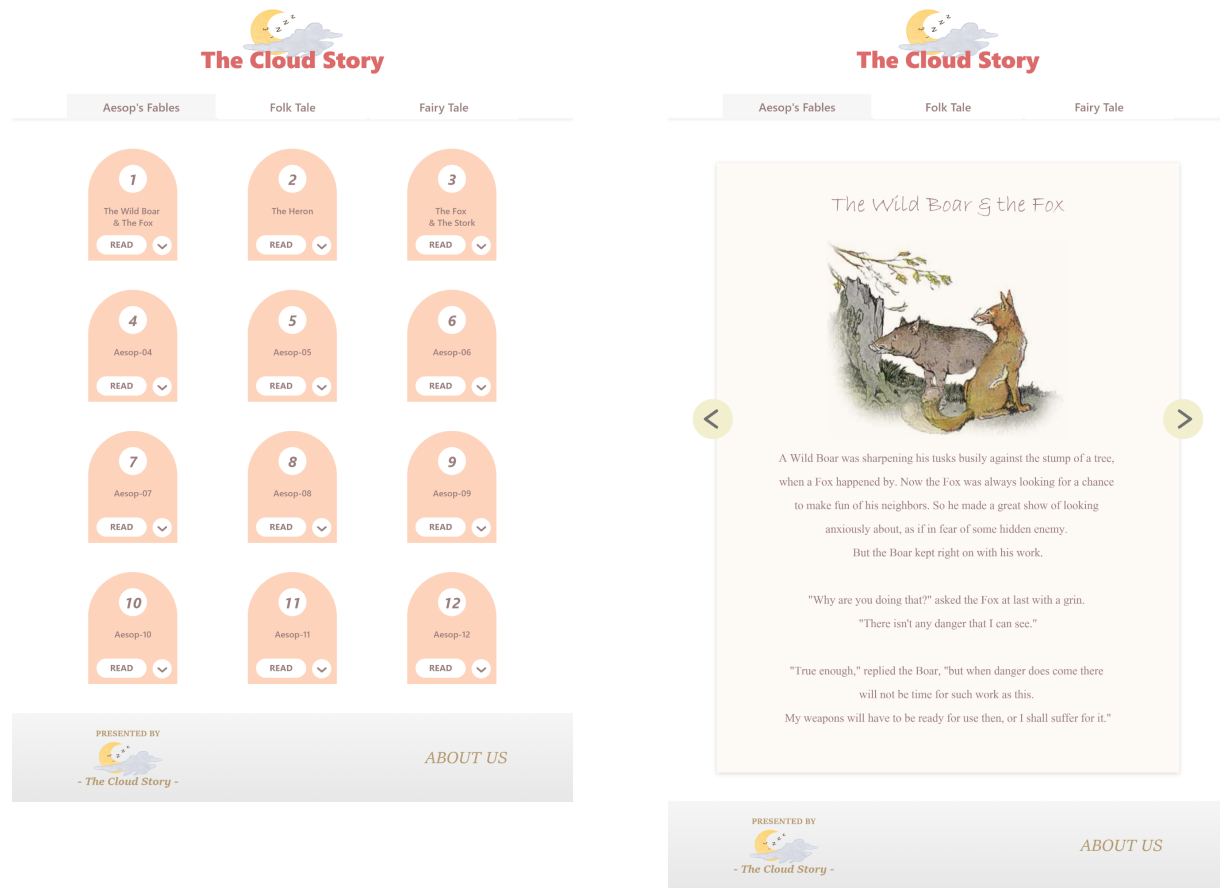 z z z
The Cloud Story
Aesop's Fables
Folk Tale
Fairy Tale
1
The Wild Boar
& The Fox
READ
2
The Heron
READ
3
The Fox
& The Stork
READ
4
Aesop-04
READ
5
Aesop-05
READ
6
Aesop-06
READ
7
Aesop-07
READ
8
Aesop-08
READ
9
Aesop-09
READ
10
Aesop-10
READ
11
Aesop-11
READ
12
Aesop-12
READ
PRESENTED BY
z z z
- The Cloud Story -
ABOUT US
z z z
The Cloud Story
Aesop's Fables
Folk Tale
Fairy Tale
The Wild Boar & the Fox
A Wild Boar was sharpening his tusks busily against the stump of a tree,
when a Fox happened by. Now the Fox was always looking for a chance
to make fun of his neighbors. So he made a great show of looking
anxiously about, as if in fear of some hidden enemy.
But the Boar kept right on with his work.
"Why are you doing that?" asked the Fox at last with a grin.
"There isn't any danger that I can see."
"True enough," replied the Boar, "but when danger does come there
will not be time for such work as this.
My weapons will have to be ready for use then, or I shall suffer for it."
PRESENTED BY
z z z
- The Cloud Story -
ABOUT US